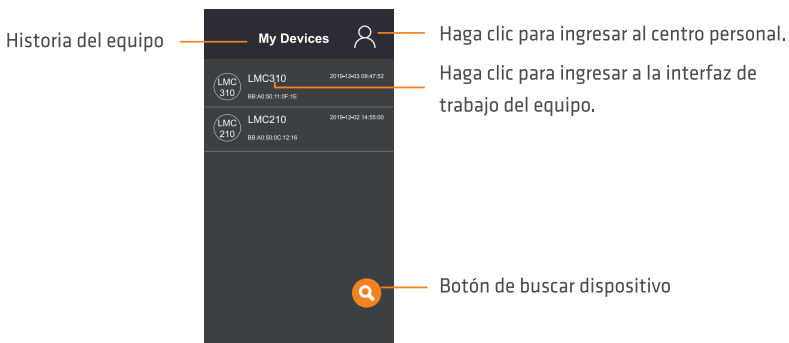 Historia del equipo
My Devices
Haga clic para ingresar al centro personal.
LMC
310
LMC310
2019-12-03 09:47:52
BB:A0:50:11:0F:1E
Haga clic para ingresar a la interfaz de
trabajo del equipo.
LMC
210
LMC210
2019-12-02 14:55:00
BB:A0:50:0C:12:16
Botón de buscar dispositivo